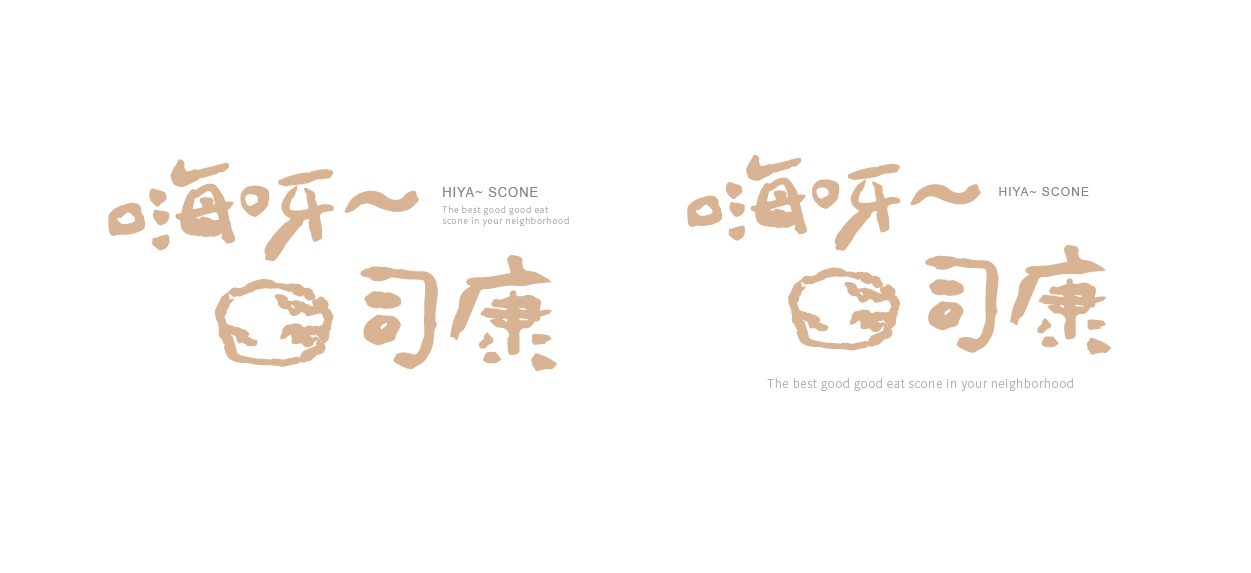 嗨呀~
HIYA~ SCONE
The best good good eat
scone in your neighborhood
司康
嗨呀~
HIYA~ SCONE
司康
The best good good eat scone in your neighborhood